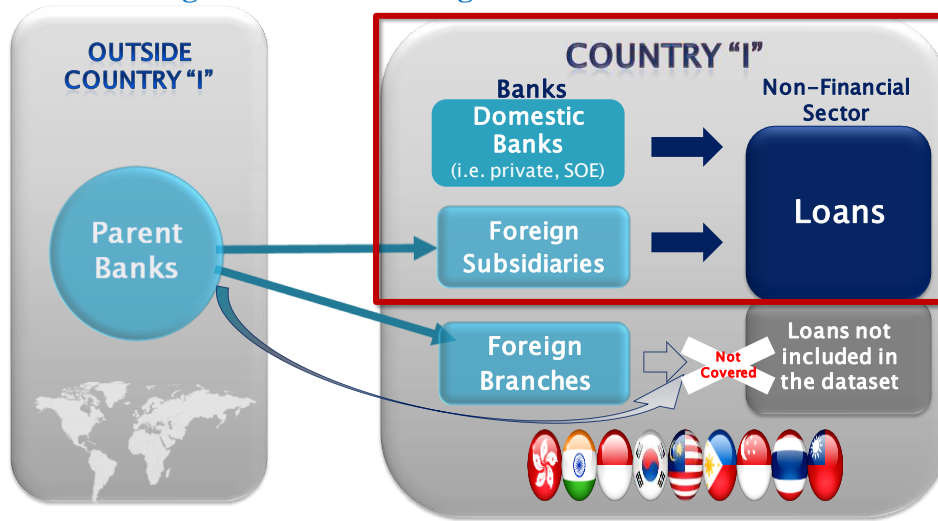 OUTSIDE
COUNTRY “I”
Parent
Banks
COUNTRY “I”
Banks
Domestic
Banks
(i.e. private, SOE)
Non-Financial
Sector
Loans
Foreign
Subsidiaries
Foreign
Branches
Not
Covered
Loans not
included in
the dataset